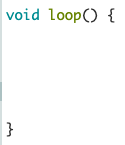 void loop() {
}